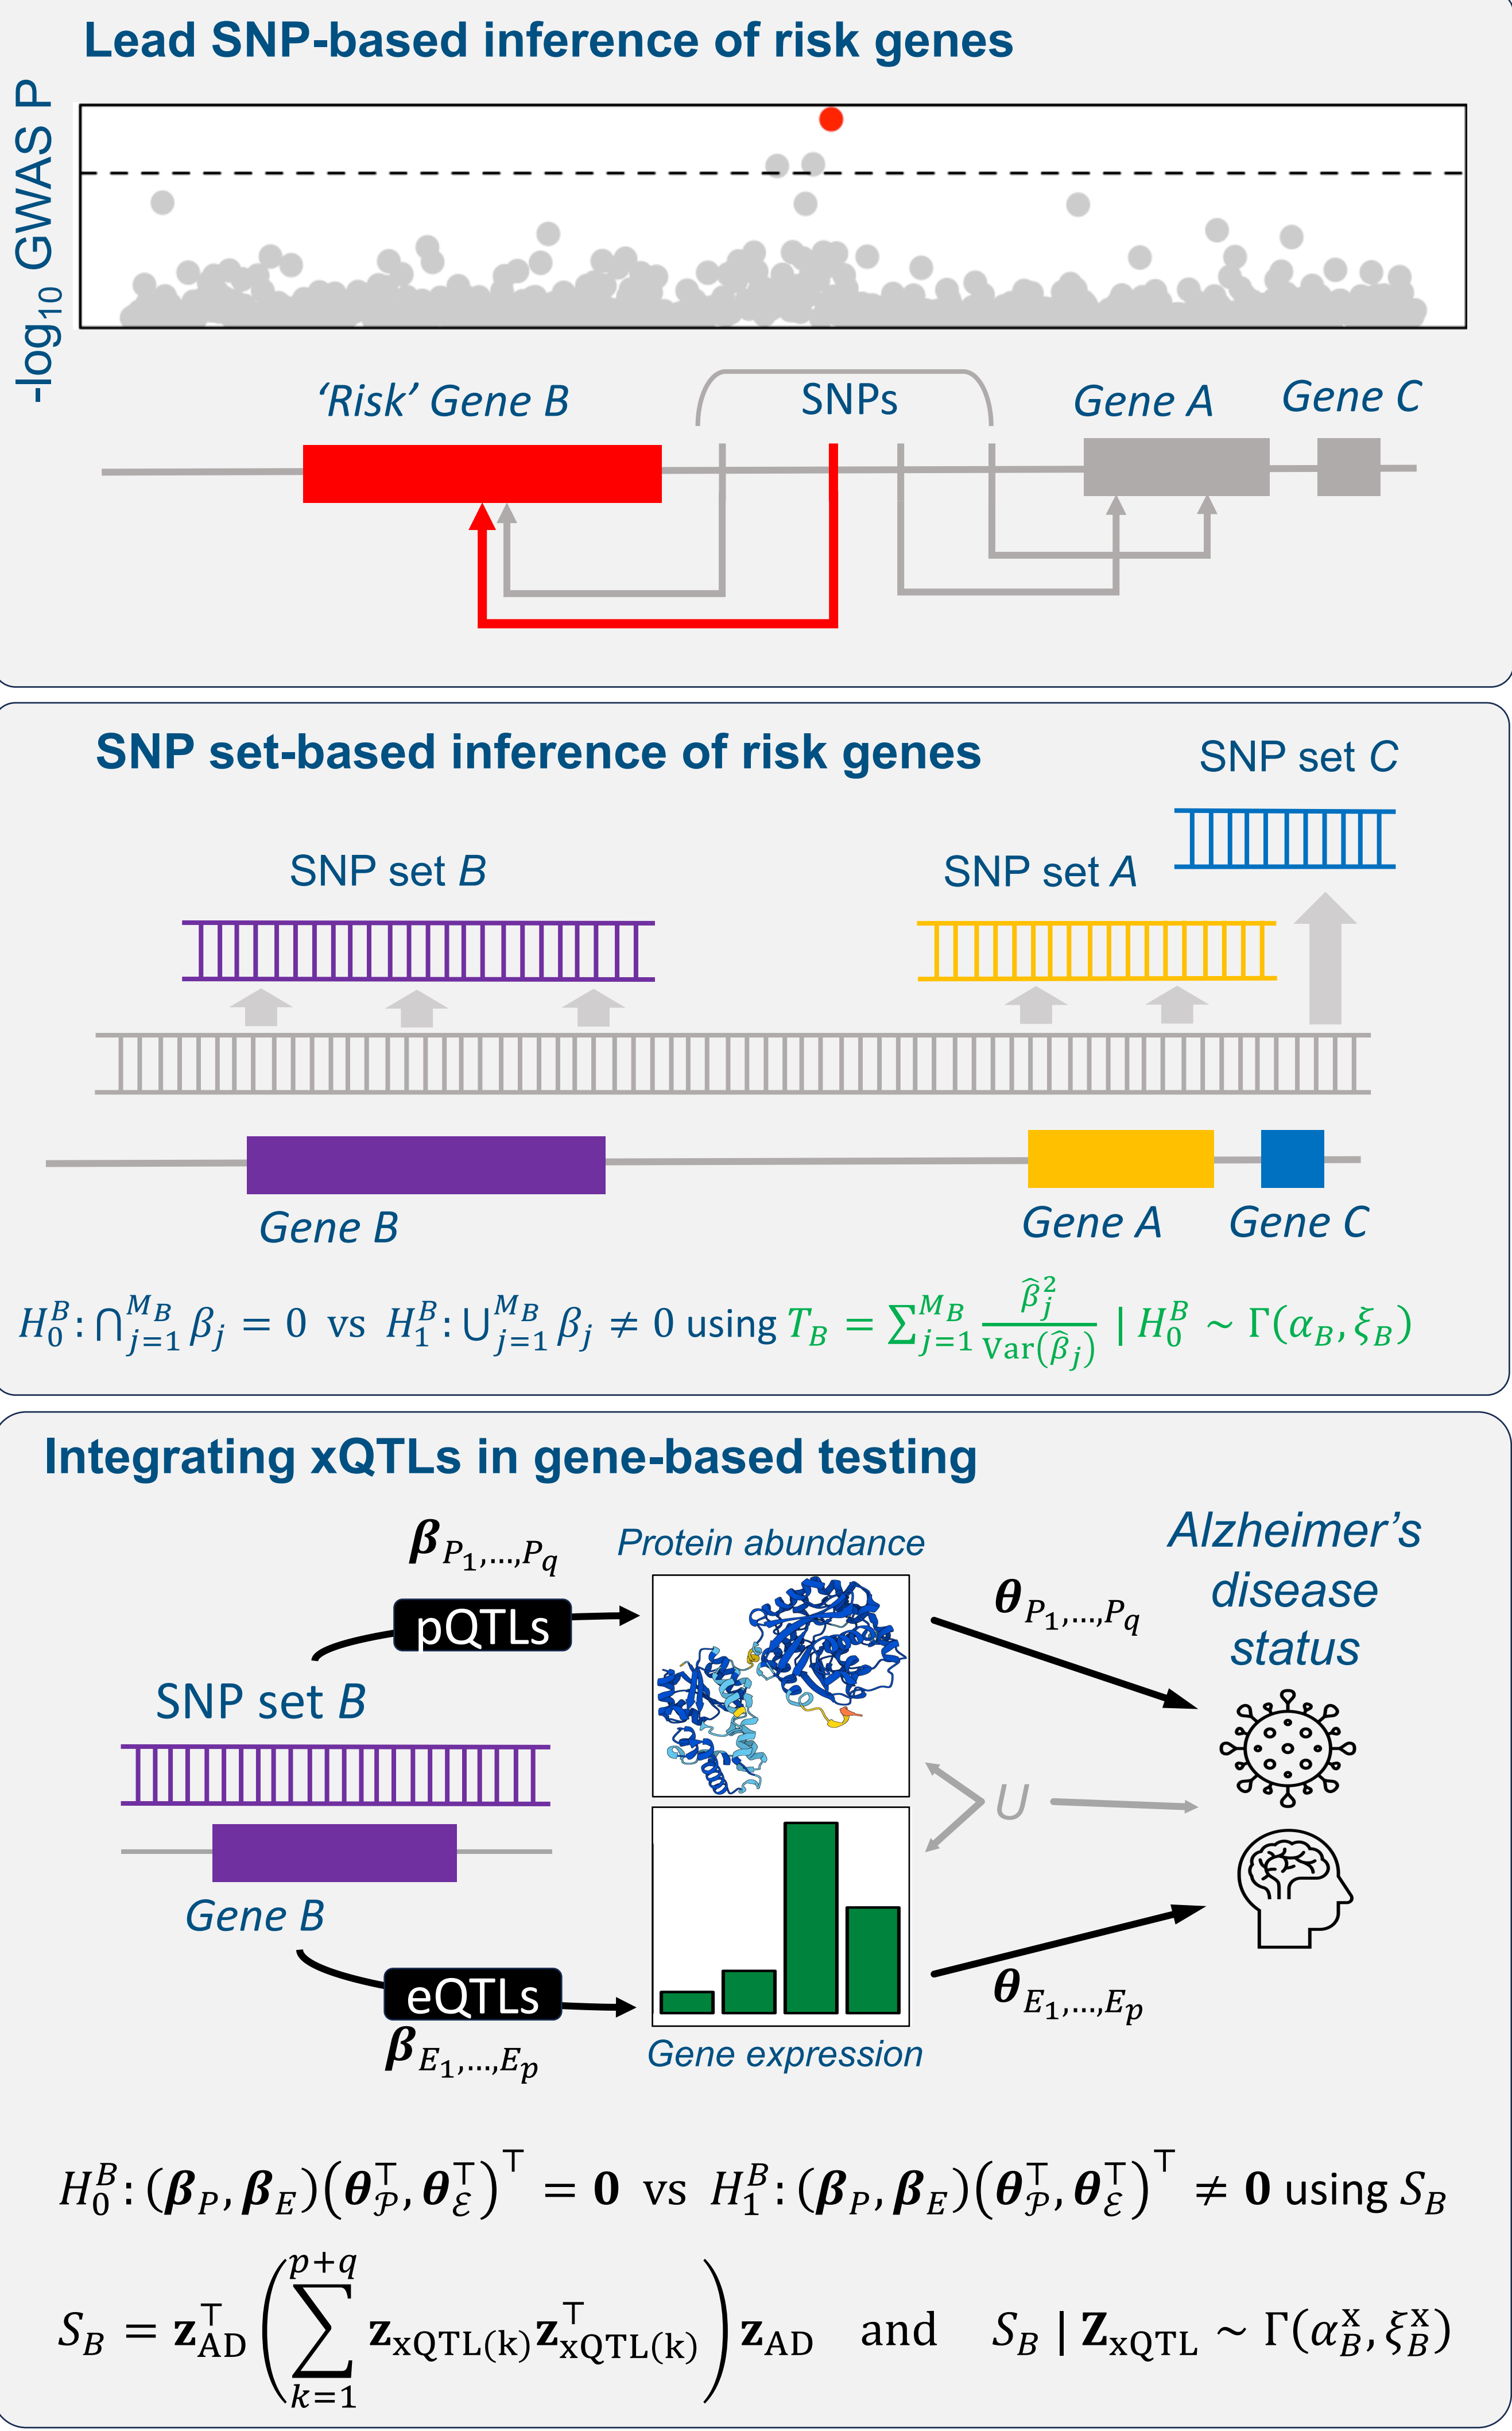 Lead SNP-based inference of risk genes
-log₁₀ GWAS P
‘Risk’ Gene B
SNPs
Gene A
Gene C
SNP set-based inference of risk genes
SNP set C
SNP set B
SNP set A
Gene B
Gene A
Gene C
H_0^B: ⋂_{j=1}^{M_B} β_j = 0 vs H_1^B: ⋃_{j=1}^{M_B} β_j ≠ 0 using T_B = ∑_{j=1}^{M_B} β̂_j^2 / Var(β̂_j) | H_0^B ~ Γ(α_B, ξ_B)
Integrating xQTLs in gene-based testing
β_{P_1,…,P_q}
Protein abundance
Alzheimer’s
disease
status
θ_{P_1,…,P_q}
pQTLs
SNP set B
U
Gene B
eQTLs
β_{E_1,…,E_p}
θ_{E_1,…,E_p}
Gene expression
H_0^B: (β_P, β_E)(θ_𝒫^⊤, θ_ℰ^⊤)^⊤ = 0 vs H_1^B: (β_P, β_E)(θ_𝒫^⊤, θ_ℰ^⊤)^⊤ ≠ 0 using S_B
S_B = z_AD^⊤ (∑_{k=1}^{p+q} z_xQTL(k) z_xQTL(k)^⊤) z_AD and S_B | Z_xQTL ~ Γ(α_B^x, ξ_B^x)